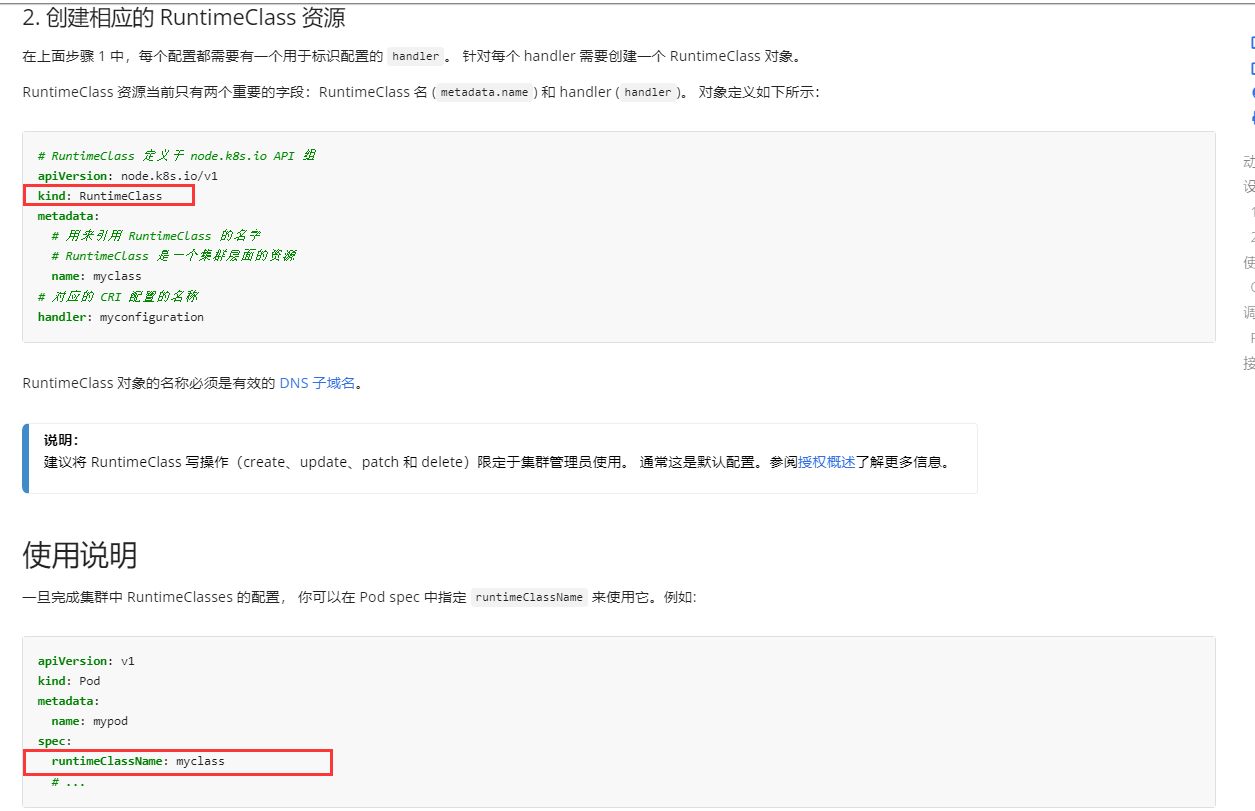 2. 创建相应的 RuntimeClass 资源
在上面步骤 1 中，每个配置都需要有一个用于标识配置的 handler 。 针对每个 handler 需要创建一个 RuntimeClass 对象。
RuntimeClass 资源当前只有两个重要的字段：RuntimeClass 名 (metadata.name) 和 handler (handler)。 对象定义如下所示：
# RuntimeClass 定义于 node.k8s.io API 组
apiVersion: node.k8s.io/v1
kind: RuntimeClass
metadata:
  # 用来引用 RuntimeClass 的名字
  # RuntimeClass 是一个集群层面的资源
  name: myclass
# 对应的 CRI 配置的名称
handler: myconfiguration
RuntimeClass 对象的名称必须是有效的 DNS 子域名。
说明：
建议将 RuntimeClass 写操作（create、update、patch 和 delete）限定于集群管理员使用。 通常这是默认配置。参阅授权概述了解更多信息。
使用说明
一旦完成集群中 RuntimeClasses 的配置， 你可以在 Pod spec 中指定 runtimeClassName 来使用它。例如:
apiVersion: v1
kind: Pod
metadata:
  name: mypod
spec:
  runtimeClassName: myclass
  # ...
动
设
1
2
使
调
接